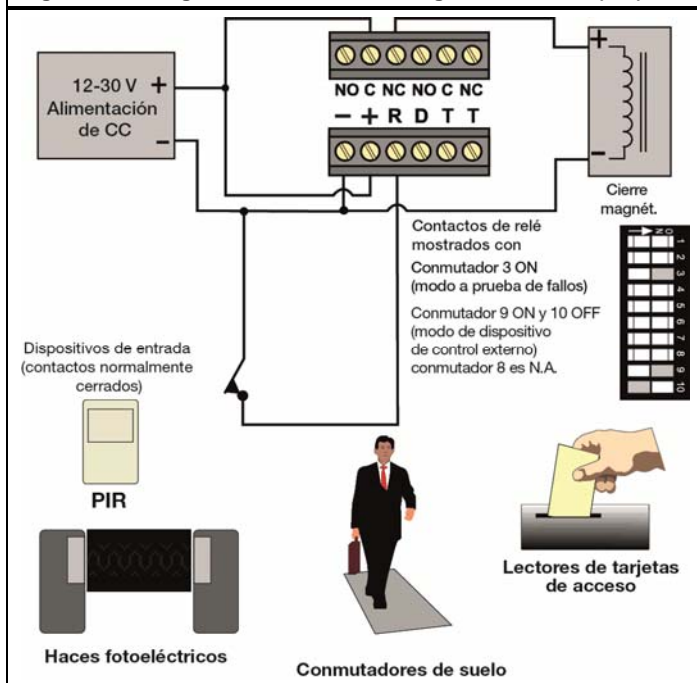 12-30 V +
Alimentación
de CC
-
NO C NC NO C NC
- + R D T T
+
-
Cierre
magnét.
Contactos de relé
mostrados con
Conmutador 3 ON
(modo a prueba de fallos)
Conmutador 9 ON y 10 OFF
(modo de dispositivo
de control externo)
conmutador 8 es N.A.
ON
1
2
3
4
5
6
7
8
9
10
Dispositivos de entrada
(contactos normalmente
cerrados)
PIR
Haces fotoeléctricos
Conmutadores de suelo
Lectores de tarjetas
de acceso